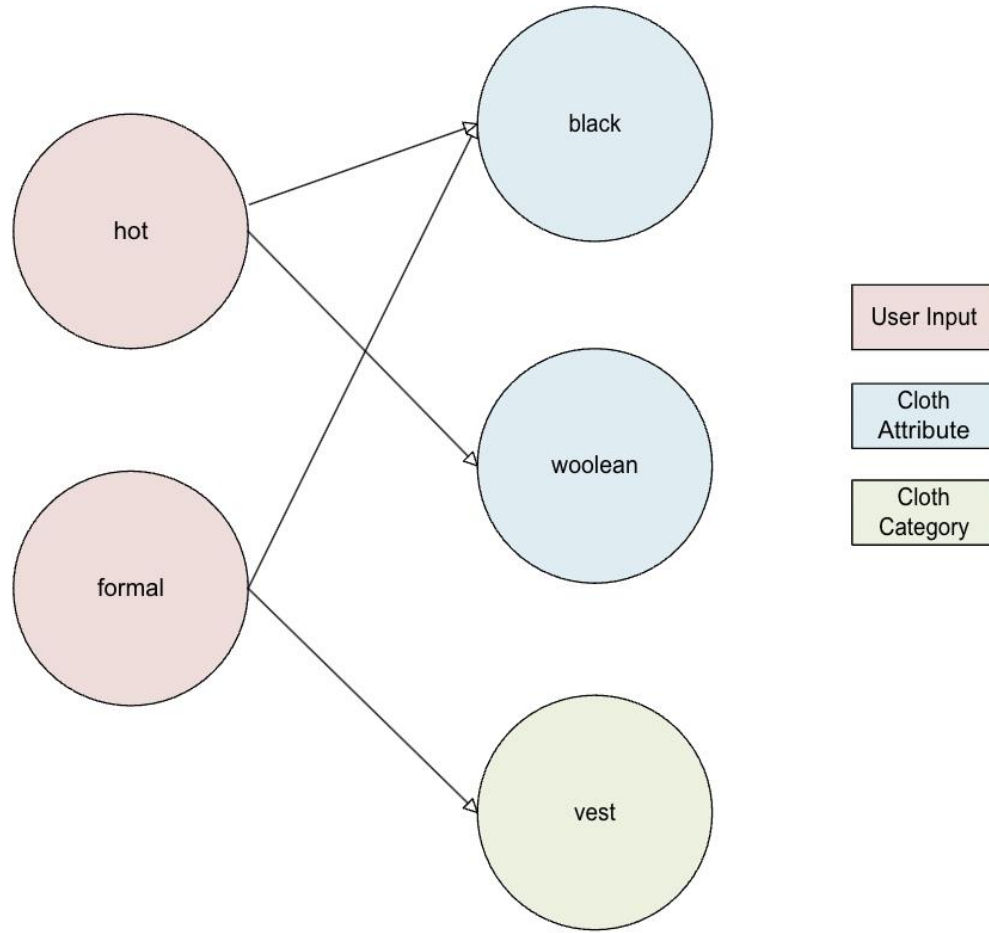 black
hot
User Input
Cloth
Attribute
woolean
Cloth
Category
formal
vest